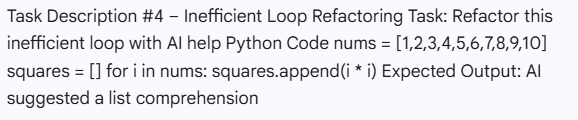 Task Description #4 – Inefficient Loop Refactoring Task: Refactor this
inefficient loop with AI help Python Code nums = [1,2,3,4,5,6,7,8,9,10]
squares = [] for i in nums: squares.append(i * i) Expected Output: AI
suggested a list comprehension